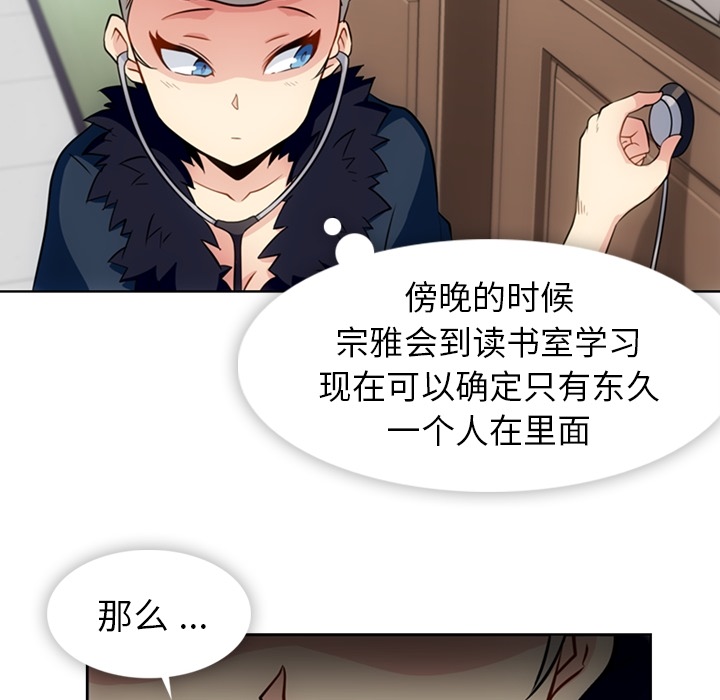 傍晚的时候
宗雅会到读书室学习
现在可以确定只有东久
一个人在里面
那么...